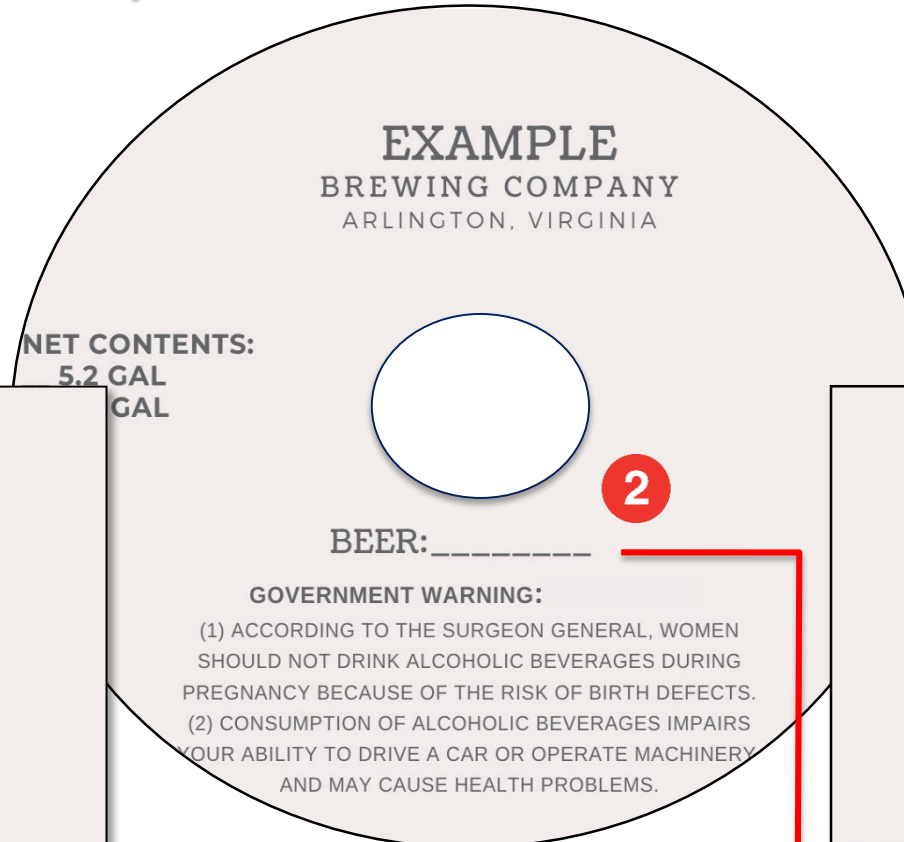 EXAMPLE
BREWING COMPANY
ARLINGTON, VIRGINIA
NET CONTENTS:
5.2 GAL
GAL
2
BEER:________
GOVERNMENT WARNING:
(1) ACCORDING TO THE SURGEON GENERAL, WOMEN
SHOULD NOT DRINK ALCOHOLIC BEVERAGES DURING
PREGNANCY BECAUSE OF THE RISK OF BIRTH DEFECTS.
(2) CONSUMPTION OF ALCOHOLIC BEVERAGES IMPAIRS
YOUR ABILITY TO DRIVE A CAR OR OPERATE MACHINERY
AND MAY CAUSE HEALTH PROBLEMS.